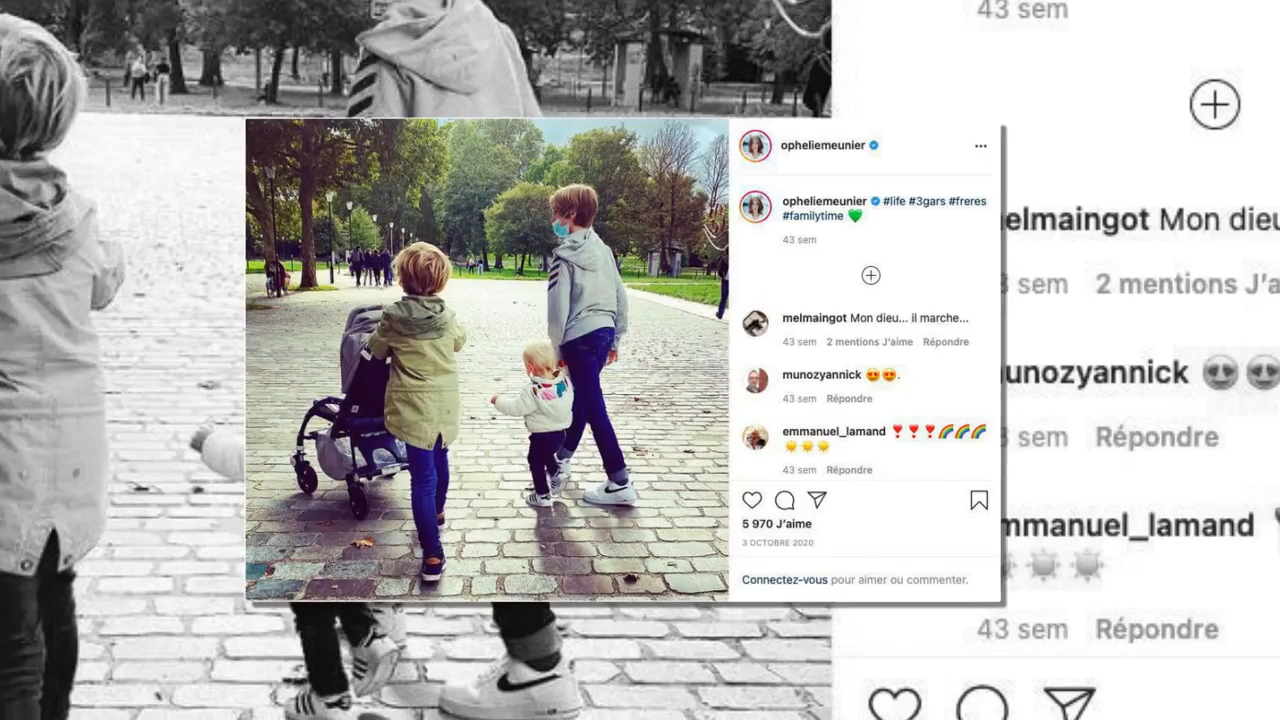 opheliemeunier
opheliemeunier #life #3gars #freres
#familytime 💚
43 sem
melmaingot Mon dieu... il marche...
43 sem 2 mentions J'aime Répondre
munozyannick 😍😍.
43 sem Répondre
emmanuel_lamand ❣️❣️❣️🌈🌈🌈
☀️☀️☀️
43 sem Répondre
5 970 J'aime
3 OCTOBRE 2020
Connectez-vous pour aimer ou commenter.
43 sem
elmaingot Mon dieu
sem 2 mentions J'a
unozyannick 😍😍
sem Répondre
mmanuel_lamand
☀️☀️☀️
43 sem Répondre